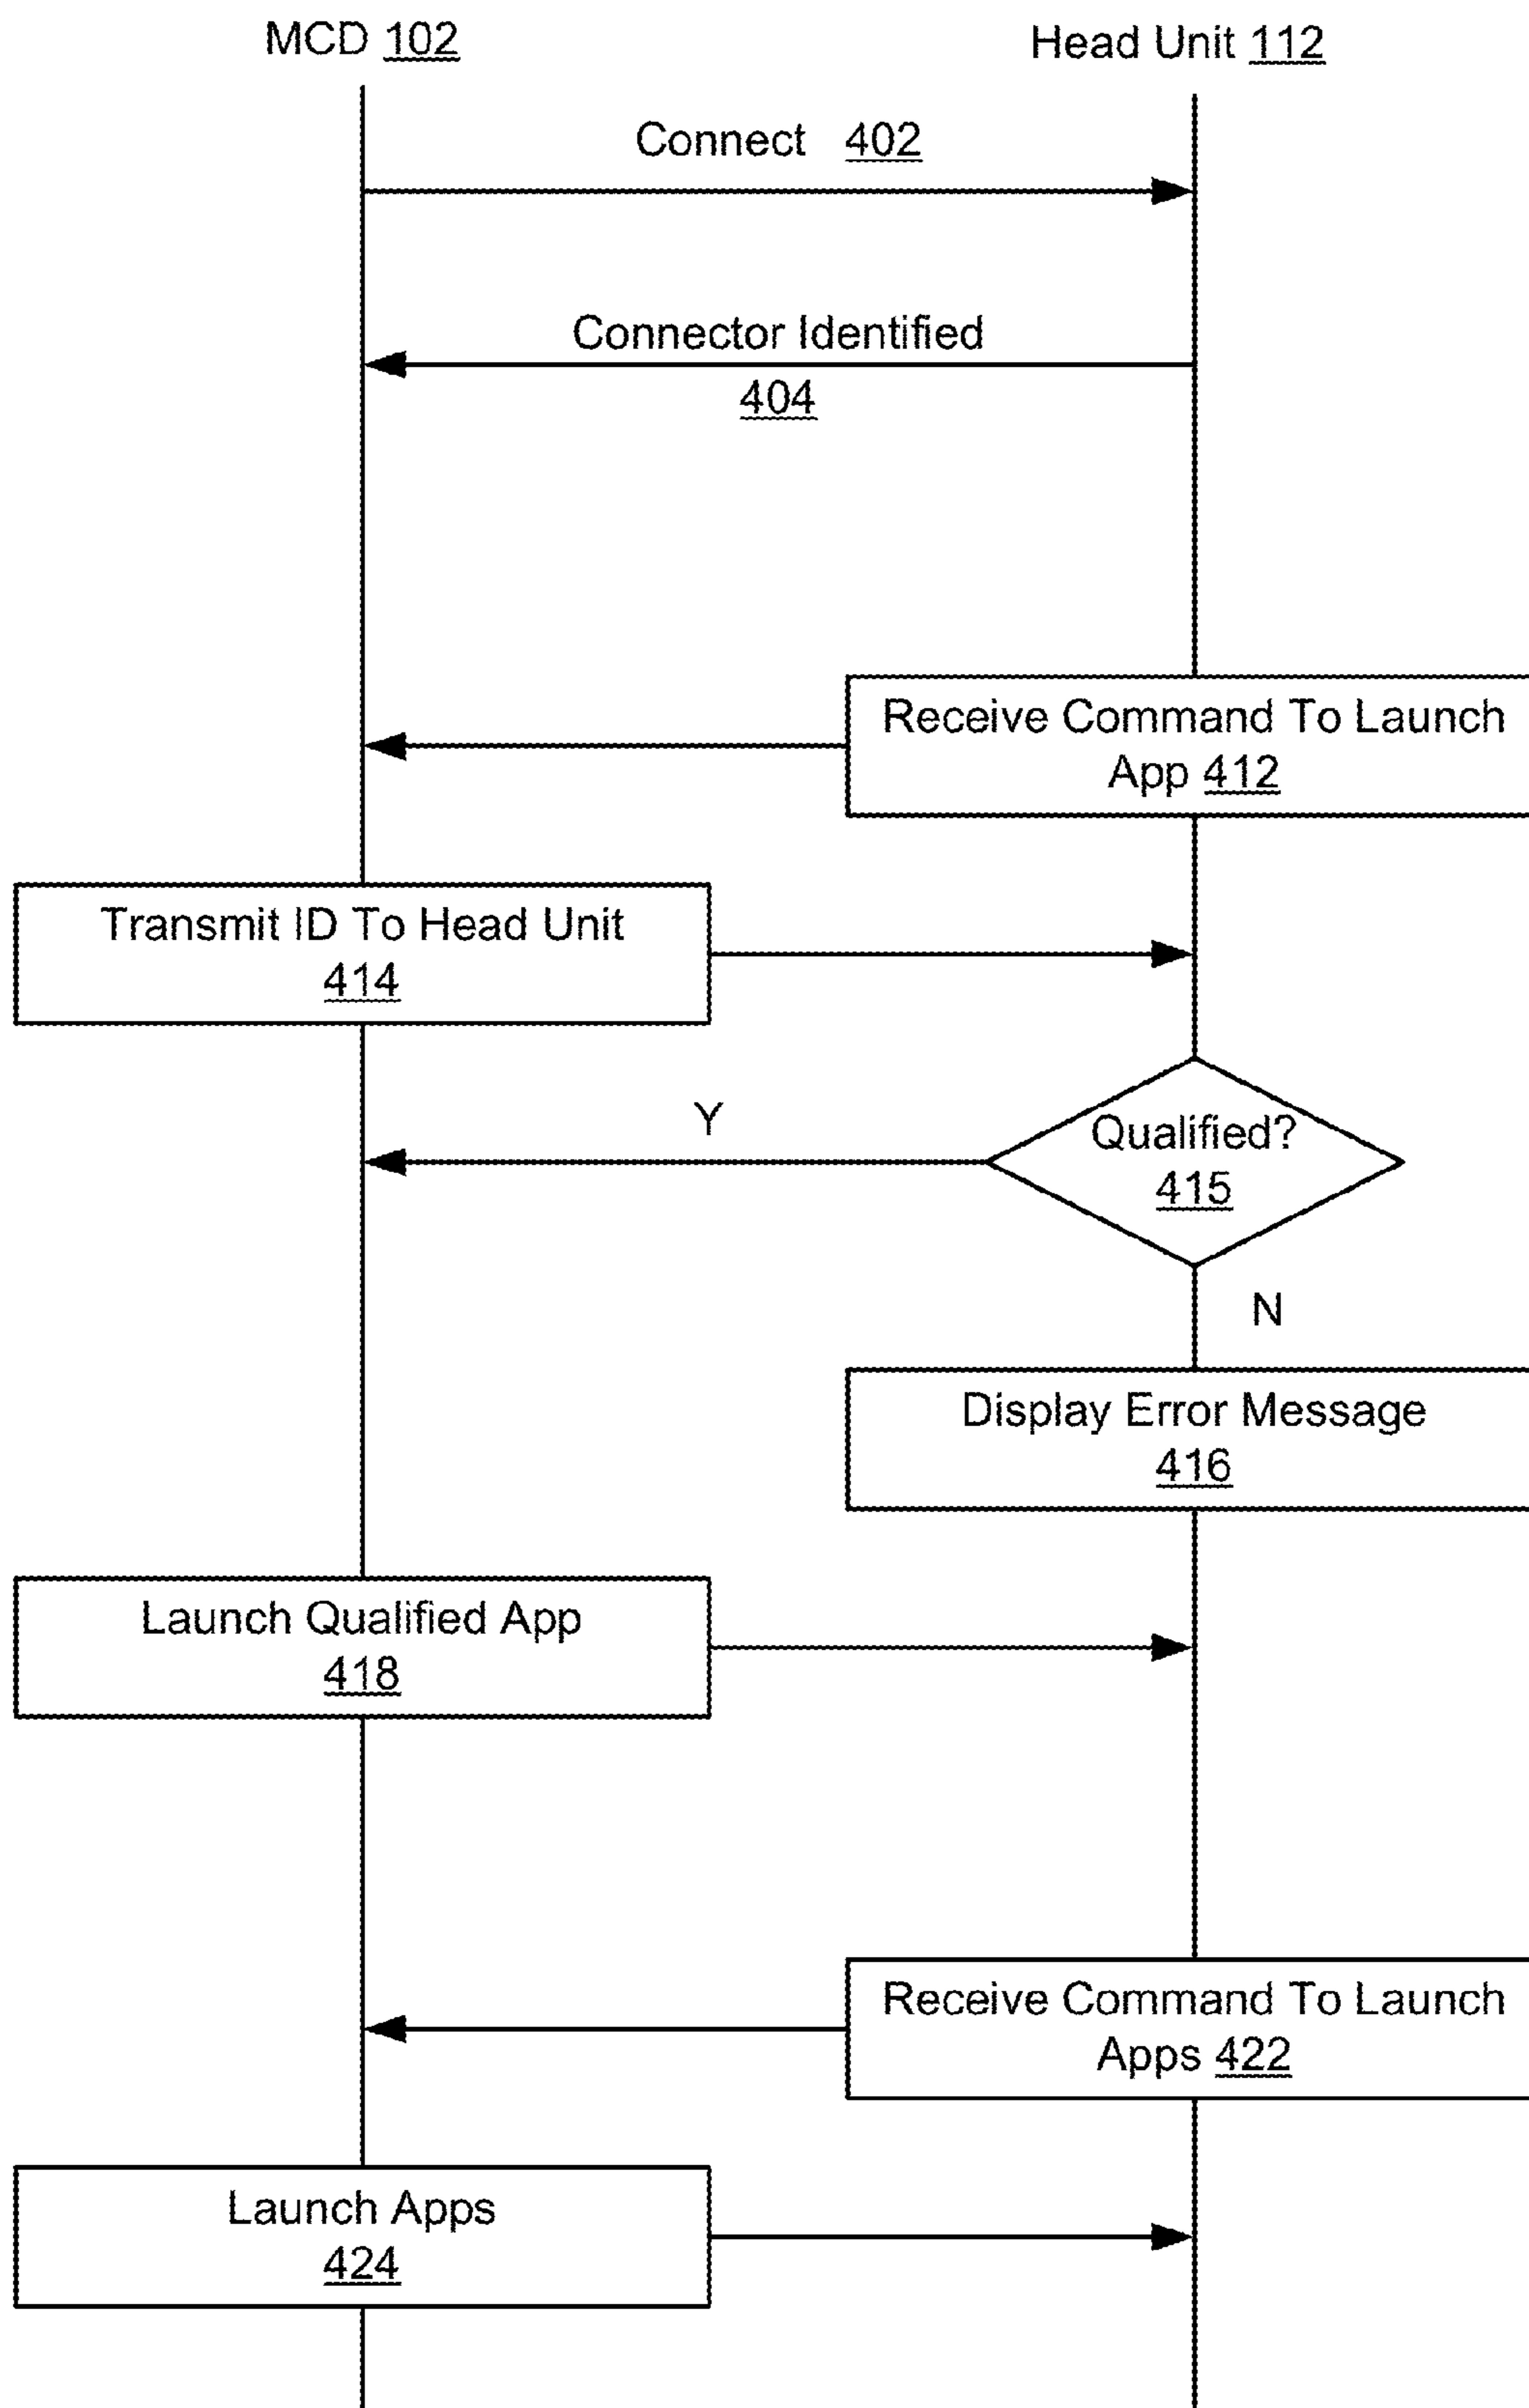 MCD 102
Head Unit 112
Connect 402
Connector Identified
404
Receive Command To Launch
App 412
Transmit ID To Head Unit
414
Y
Qualified?
415
N
Display Error Message
416
Launch Qualified App
418
Receive Command To Launch
Apps 422
Launch Apps
424